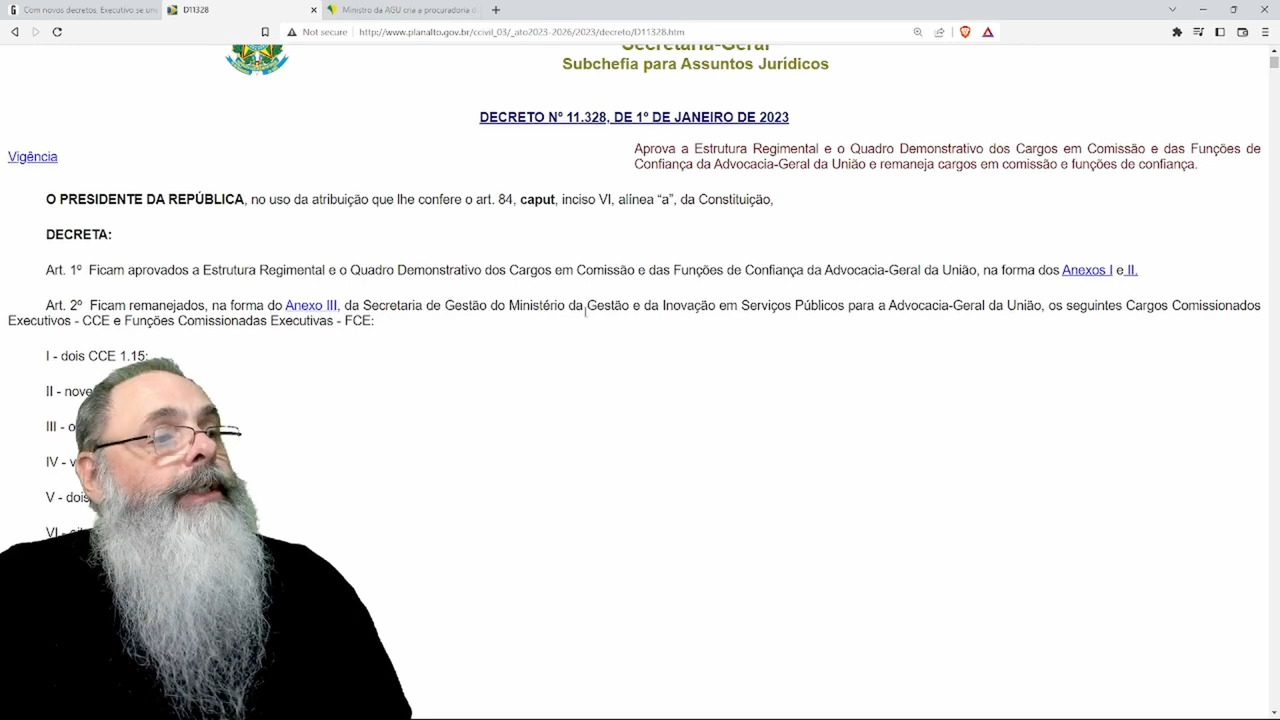 Com novos decretos, Executivo se un
D11328
Ministro da AGU cria a procuradoria d
Not secure
http://www.planalto.gov.br/ccivil_03/_ato2023-2026/2023/decreto/D11328.htm
Secretaria-Geral
Subchefia para Assuntos Jurídicos
DECRETO Nº 11.328, DE 1º DE JANEIRO DE 2023
Vigência
Aprova a Estrutura Regimental e o Quadro Demonstrativo dos Cargos em Comissão e das Funções de
Confiança da Advocacia-Geral da União e remaneja cargos em comissão e funções de confiança.
O PRESIDENTE DA REPÚBLICA, no uso da atribuição que lhe confere o art. 84, caput, inciso VI, alínea “a”, da Constituição,
DECRETA:
Art. 1º Ficam aprovados a Estrutura Regimental e o Quadro Demonstrativo dos Cargos em Comissão e das Funções de Confiança da Advocacia-Geral da União, na forma dos Anexos I e II.
Art. 2º Ficam remanejados, na forma do Anexo III, da Secretaria de Gestão do Ministério da Gestão e da Inovação em Serviços Públicos para a Advocacia-Geral da União, os seguintes Cargos Comissionados
Executivos - CCE e Funções Comissionadas Executivas - FCE:
I - dois CCE 1.15;
II - nove
III - o
IV - v
V - dois
VI -